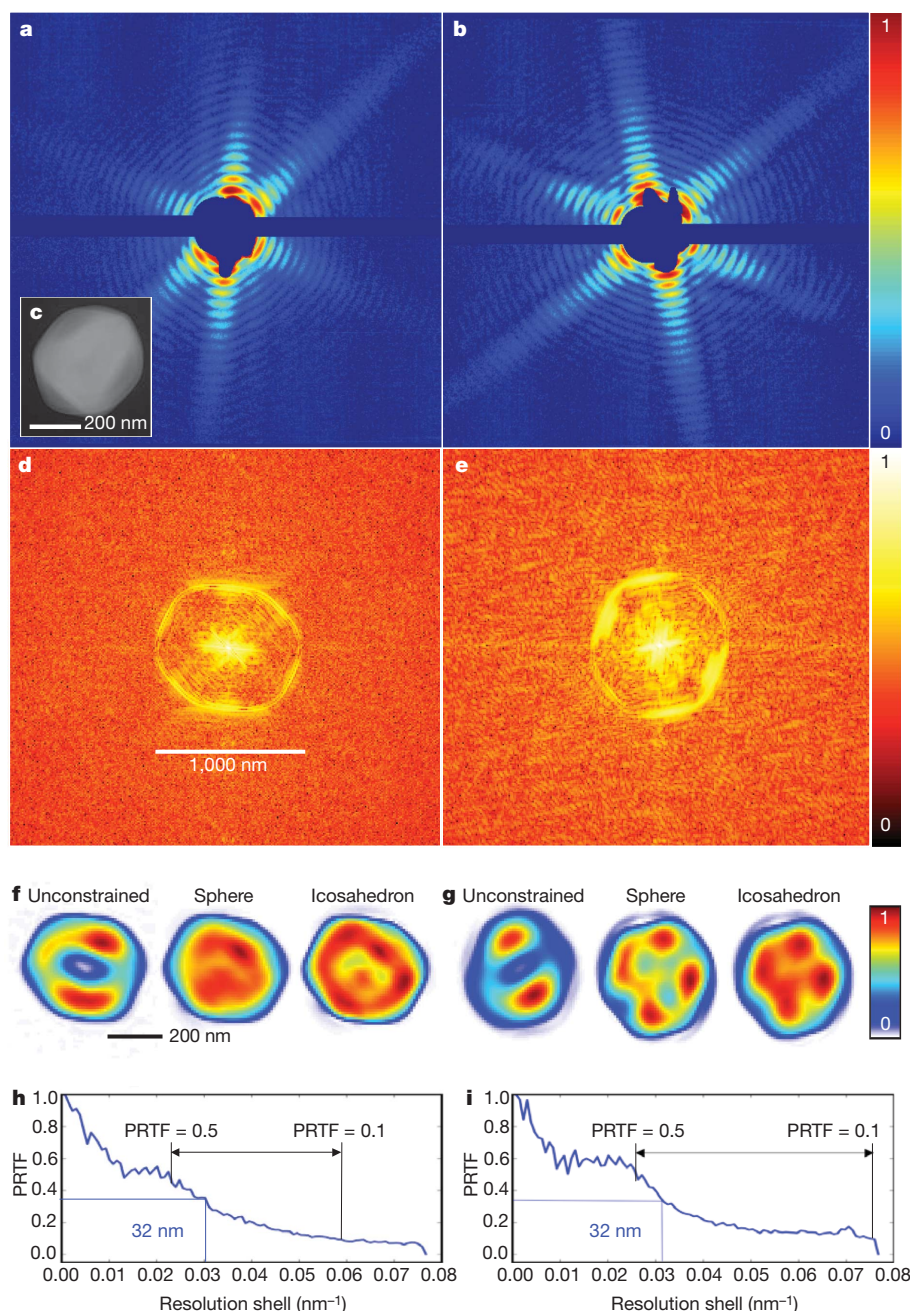 a
b
1
0
c
200 nm
d
e
1
0
1,000 nm
f Unconstrained Sphere Icosahedron
g Unconstrained Sphere Icosahedron
1
0
200 nm
h
1.0
0.8
0.6
0.4
0.2
0.0
PRTF
PRTF = 0.5
PRTF = 0.1
32 nm
0.00 0.01 0.02 0.03 0.04 0.05 0.06 0.07 0.08
Resolution shell (nm⁻¹)
i
1.0
0.8
0.6
0.4
0.2
0.0
PRTF
PRTF = 0.5
PRTF = 0.1
32 nm
0.00 0.01 0.02 0.03 0.04 0.05 0.06 0.07 0.08
Resolution shell (nm⁻¹)